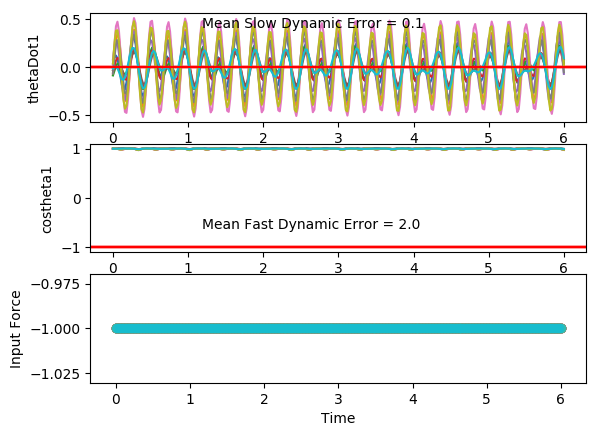 Mean Slow Dynamic Error = 0.1
thetaDot1
0.5
0.0
−0.5
0 1 2 3 4 5 6
costheta1
1
0
−1
Mean Fast Dynamic Error = 2.0
0 1 2 3 4 5 6
Input Force
−0.975
−1.000
−1.025
0 1 2 3 4 5 6
Time